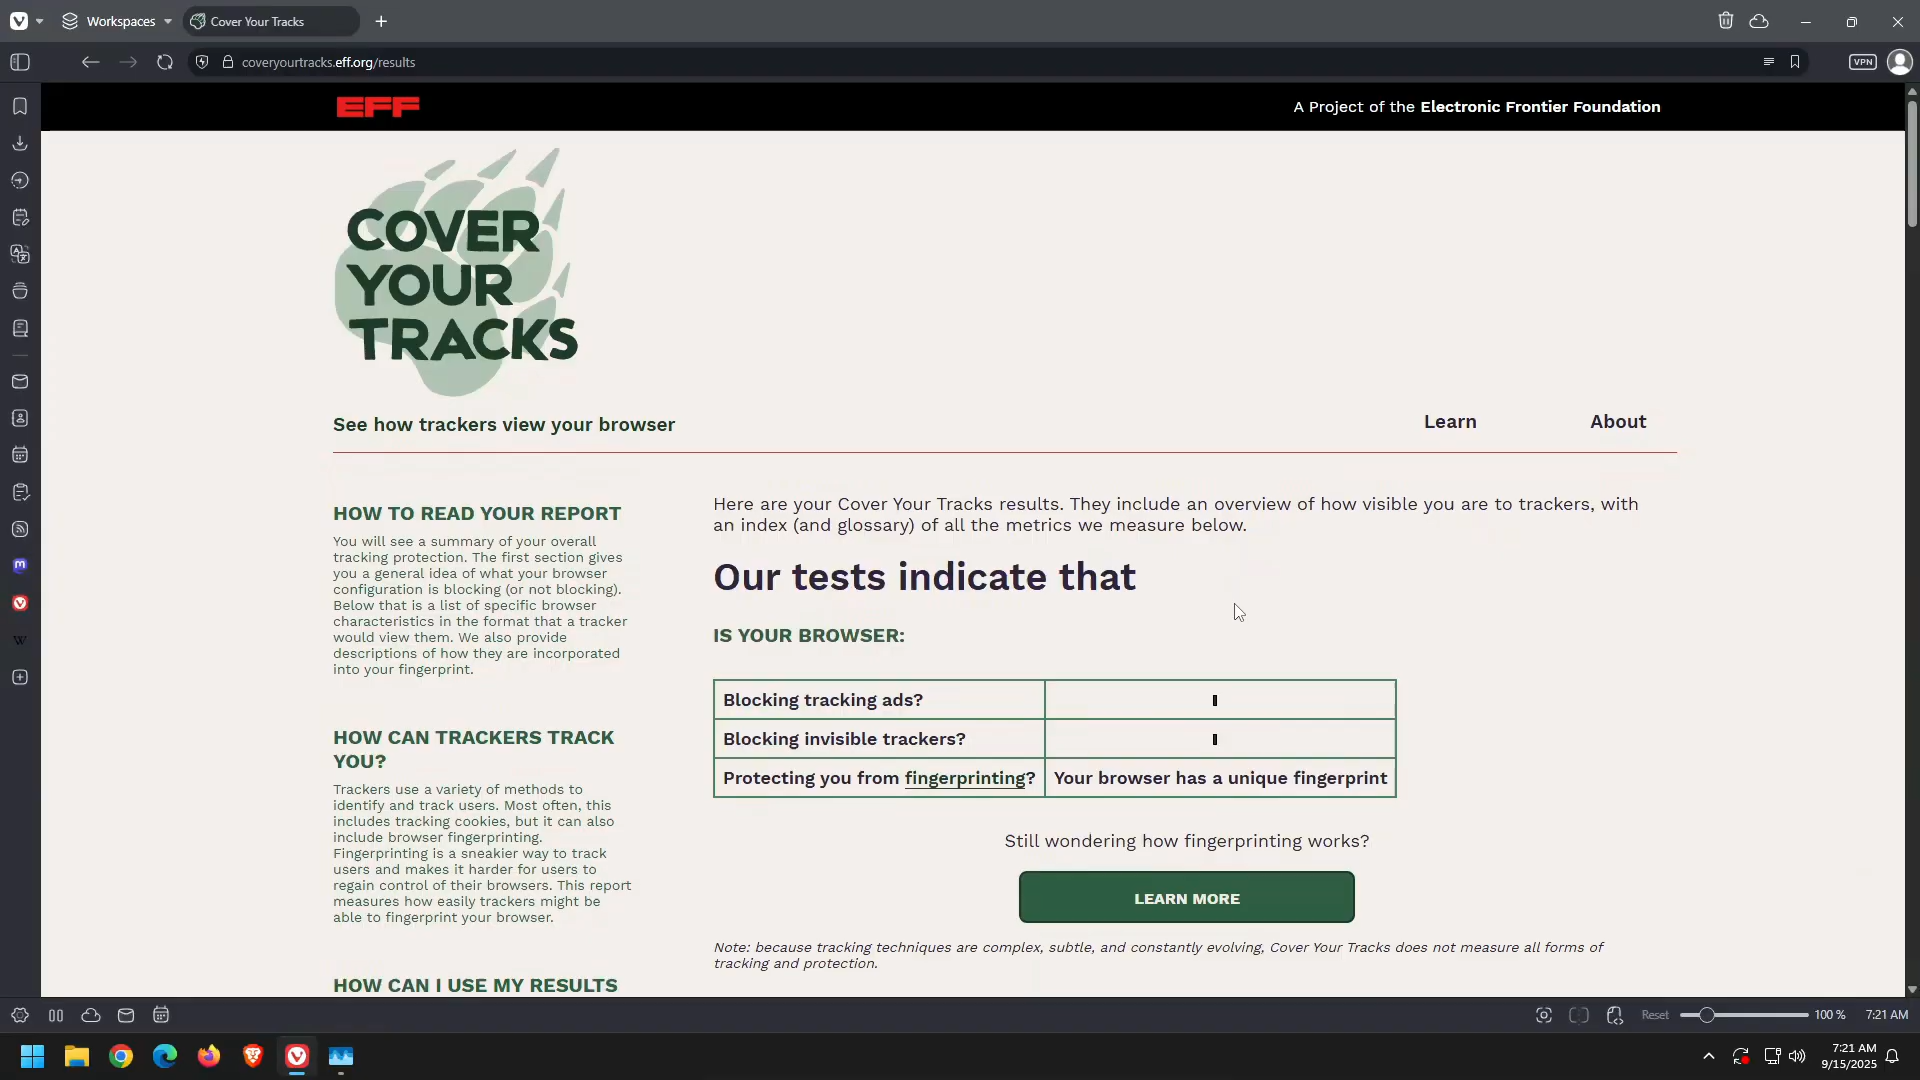 Workspaces
Cover Your Tracks
coveryourtracks.eff.org/results
VPN
EFF
A Project of the Electronic Frontier Foundation
COVER
YOUR
TRACKS
See how trackers view your browser
Learn
About
HOW TO READ YOUR REPORT
You will see a summary of your overall
tracking protection. The first section gives
you a general idea of what your browser
configuration is blocking (or not blocking).
Below that is a list of specific browser
characteristics in the format that a tracker
would view them. We also provide
descriptions of how they are incorporated
into your fingerprint.
HOW CAN TRACKERS TRACK
YOU?
Trackers use a variety of methods to
identify and track users. Most often, this
includes tracking cookies, but it can also
include browser fingerprinting.
Fingerprinting is a sneakier way to track
users and makes it harder for users to
regain control of their browsers. This report
measures how easily trackers might be
able to fingerprint your browser.
HOW CAN I USE MY RESULTS
Here are your Cover Your Tracks results. They include an overview of how visible you are to trackers, with
an index (and glossary) of all the metrics we measure below.
Our tests indicate that
IS YOUR BROWSER:
Blocking tracking ads?
Blocking invisible trackers?
Protecting you from fingerprinting?
Your browser has a unique fingerprint
Still wondering how fingerprinting works?
LEARN MORE
Note: because tracking techniques are complex, subtle, and constantly evolving, Cover Your Tracks does not measure all forms of
tracking and protection.
Reset
100 %
7:21 AM
7:21 AM
9/15/2025